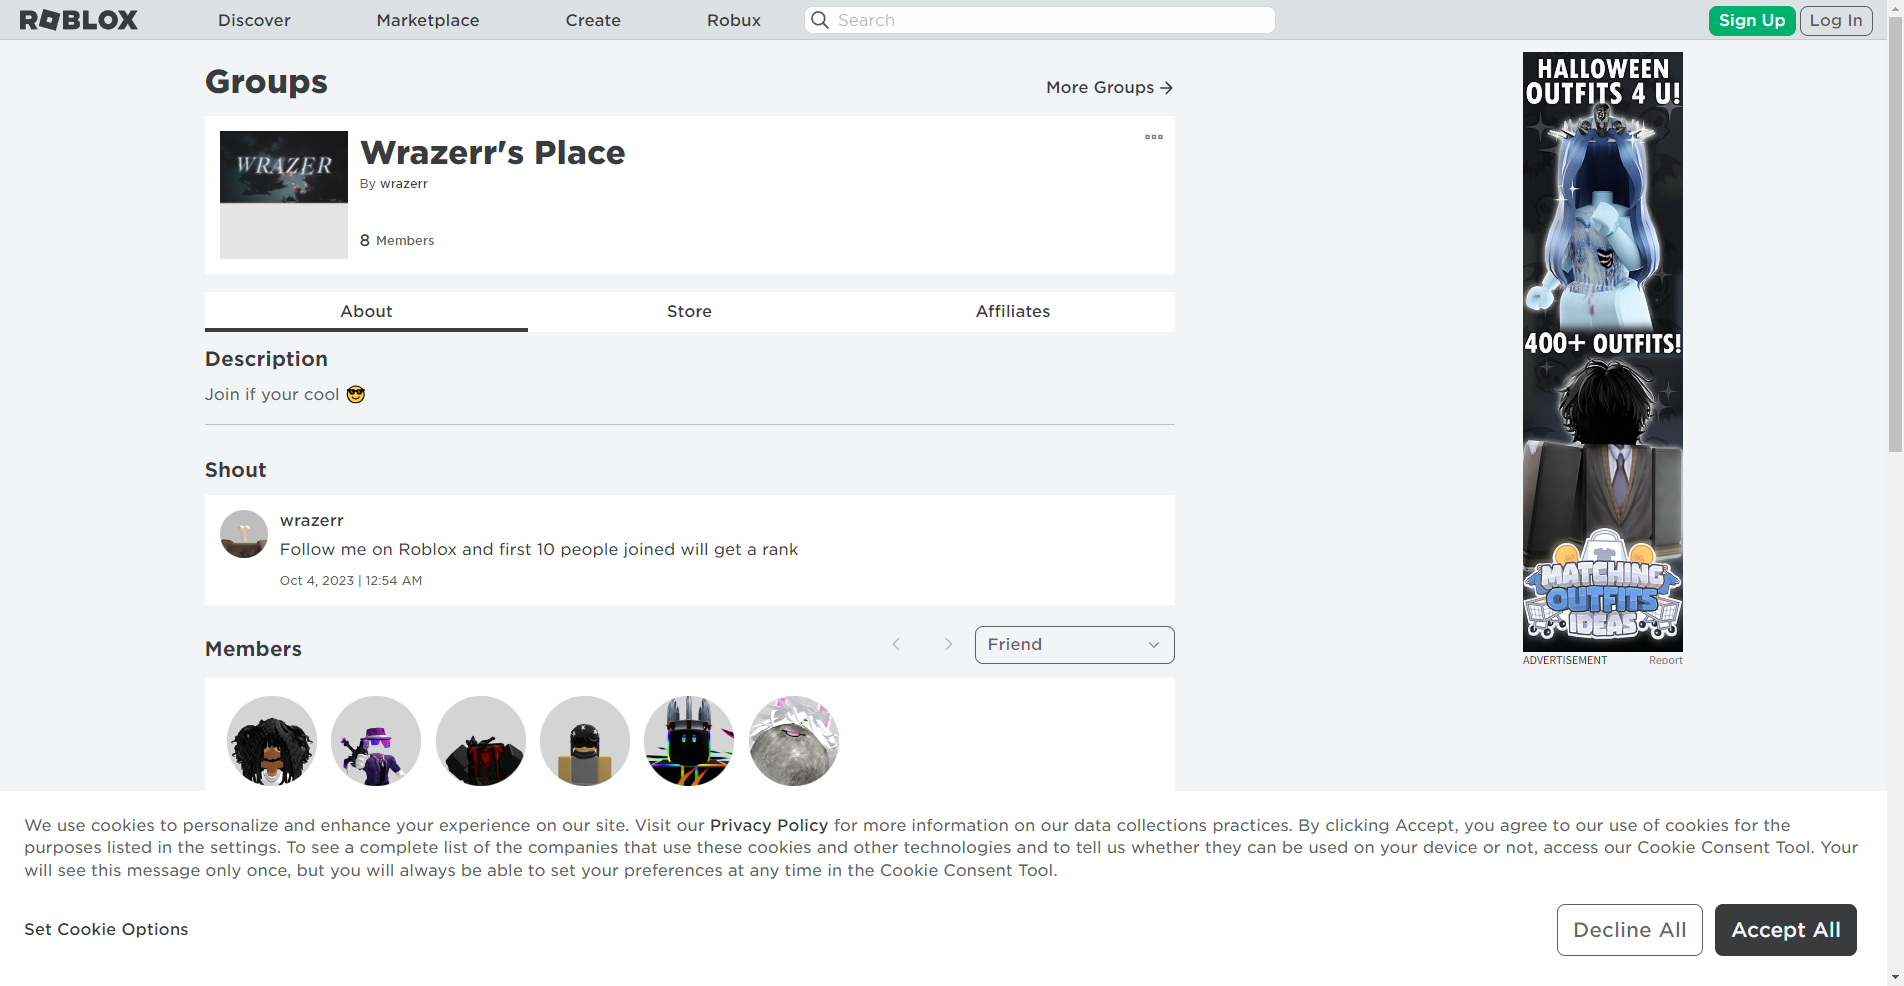 ROBLOX
Discover
Marketplace
Create
Robux
Search
Sign Up
Log In
Groups
More Groups →
WRAZER
Wrazerr's Place
By wrazerr
8 Members
About
Store
Affiliates
Description
Join if your cool 😎
Shout
wrazerr
Follow me on Roblox and first 10 people joined will get a rank
Oct 4, 2023 | 12:54 AM
Members
Friend
HALLOWEEN
OUTFITS 4 U!
400+ OUTFITS!
MATCHING
OUTFITS
IDEAS
ADVERTISEMENT
Report
We use cookies to personalize and enhance your experience on our site. Visit our Privacy Policy for more information on our data collections practices. By clicking Accept, you agree to our use of cookies for the
purposes listed in the settings. To see a complete list of the companies that use these cookies and other technologies and to tell us whether they can be used on your device or not, access our Cookie Consent Tool. Your
will see this message only once, but you will always be able to set your preferences at any time in the Cookie Consent Tool.
Set Cookie Options
Decline All
Accept All